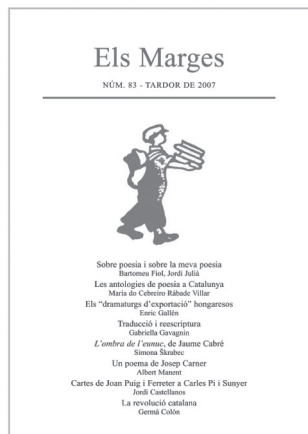 Els Marges
NÚM. 83 - TARDOR DE 2007
Sobre poesia i sobre la meva poesia
Bartomeu Fiol, Jordi Julià
Les antologies de poesia a Catalunya
María do Cebreiro Rábade Villar
Els “dramaturgs d’exportació” hongaresos
Enric Gallén
Traducció i reescriptura
Gabriella Gavagnin
L’ombra de l’eunuc, de Jaume Cabré
Simona Škrabec
Un poema de Josep Carner
Albert Manent
Cartes de Joan Puig i Ferreter a Carles Pi i Sunyer
Jordi Castellanos
La revolució catalana
Germà Colón